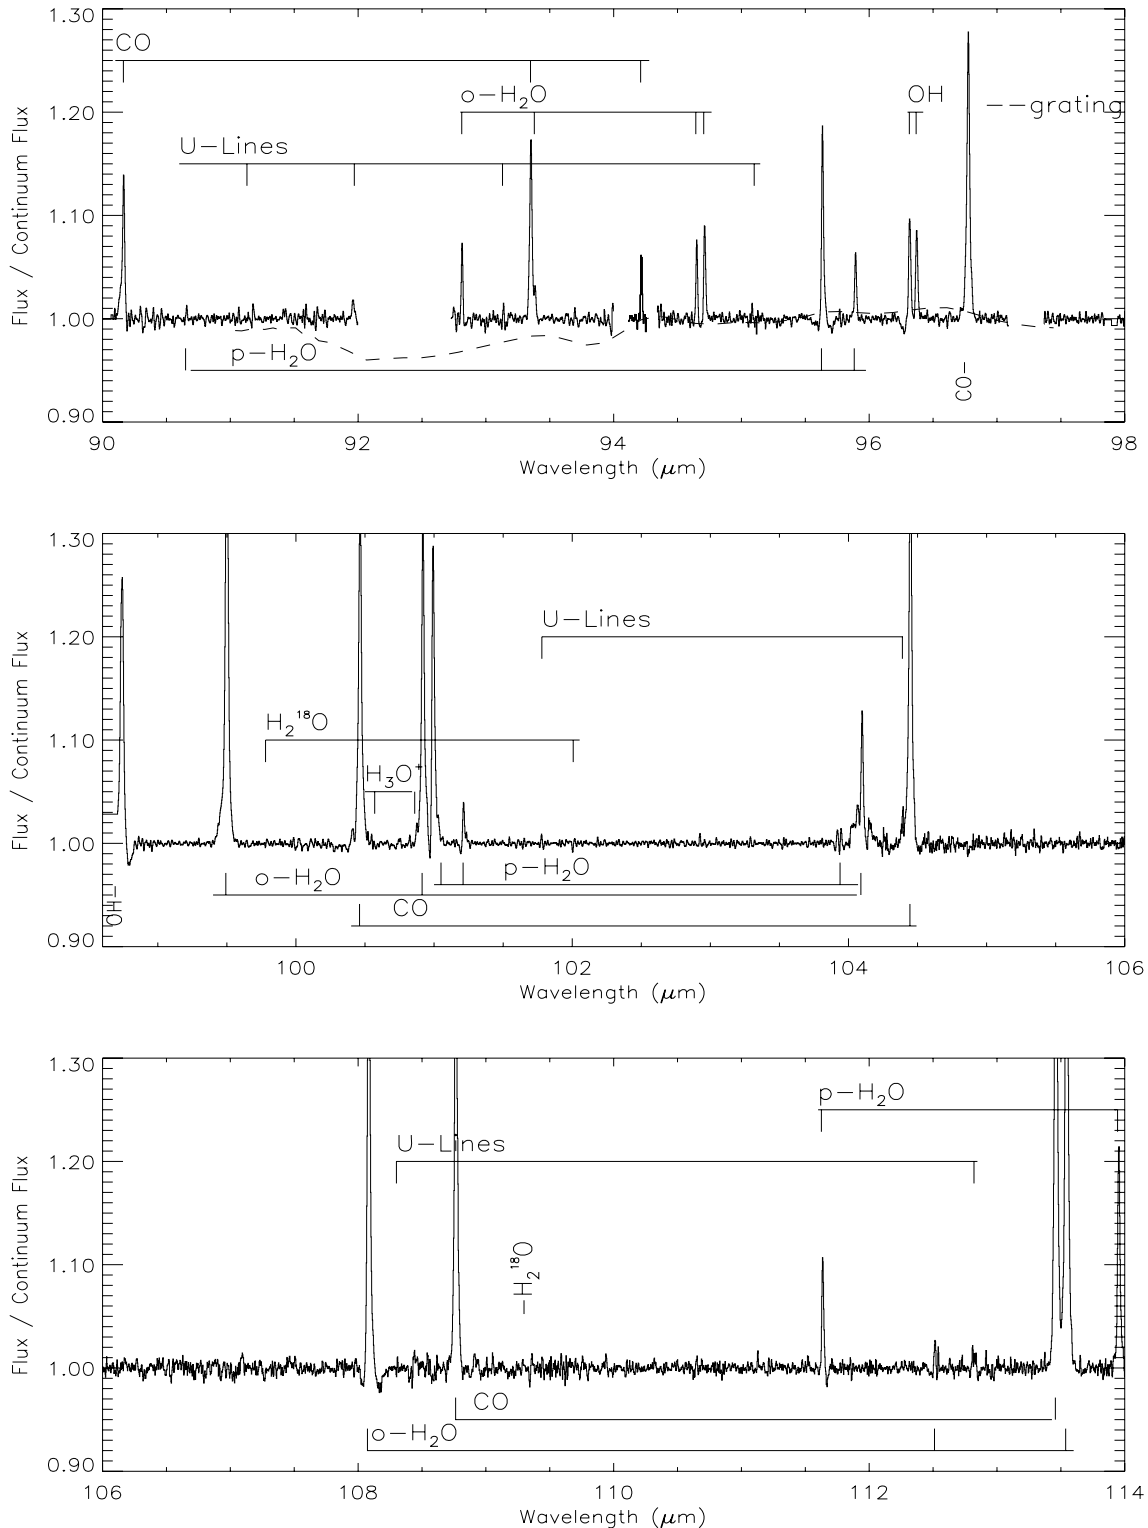 1.30
CO
o-H₂O
OH
1.20
--grating
U-Lines
1.10
Flux / Continuum Flux
1.00
p-H₂O
CO-
0.90
90
92
94
96
98
Wavelength (μm)
1.30
1.20
U-Lines
H₂¹⁸O
1.10
H₃O⁺
Flux / Continuum Flux
1.00
p-H₂O
o-H₂O
CO
OH-
0.90
100
102
104
106
Wavelength (μm)
1.30
p-H₂O
U-Lines
1.20
-H₂¹⁸O
1.10
Flux / Continuum Flux
1.00
CO
o-H₂O
0.90
106
108
110
112
114
Wavelength (μm)